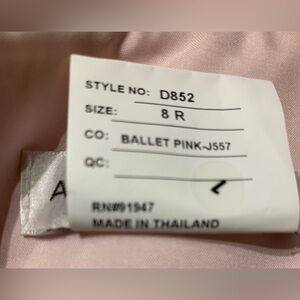 STYLE NO: D852
SIZE: 8 R
CO: BALLET PINK-J557
QC:
A
RN#91947
MADE IN THAILAND